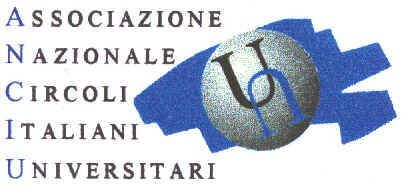 ASSOCIAZIONE
NAZIONALE
CIRCOLI
ITALIANI
UNIVERSITARI
U